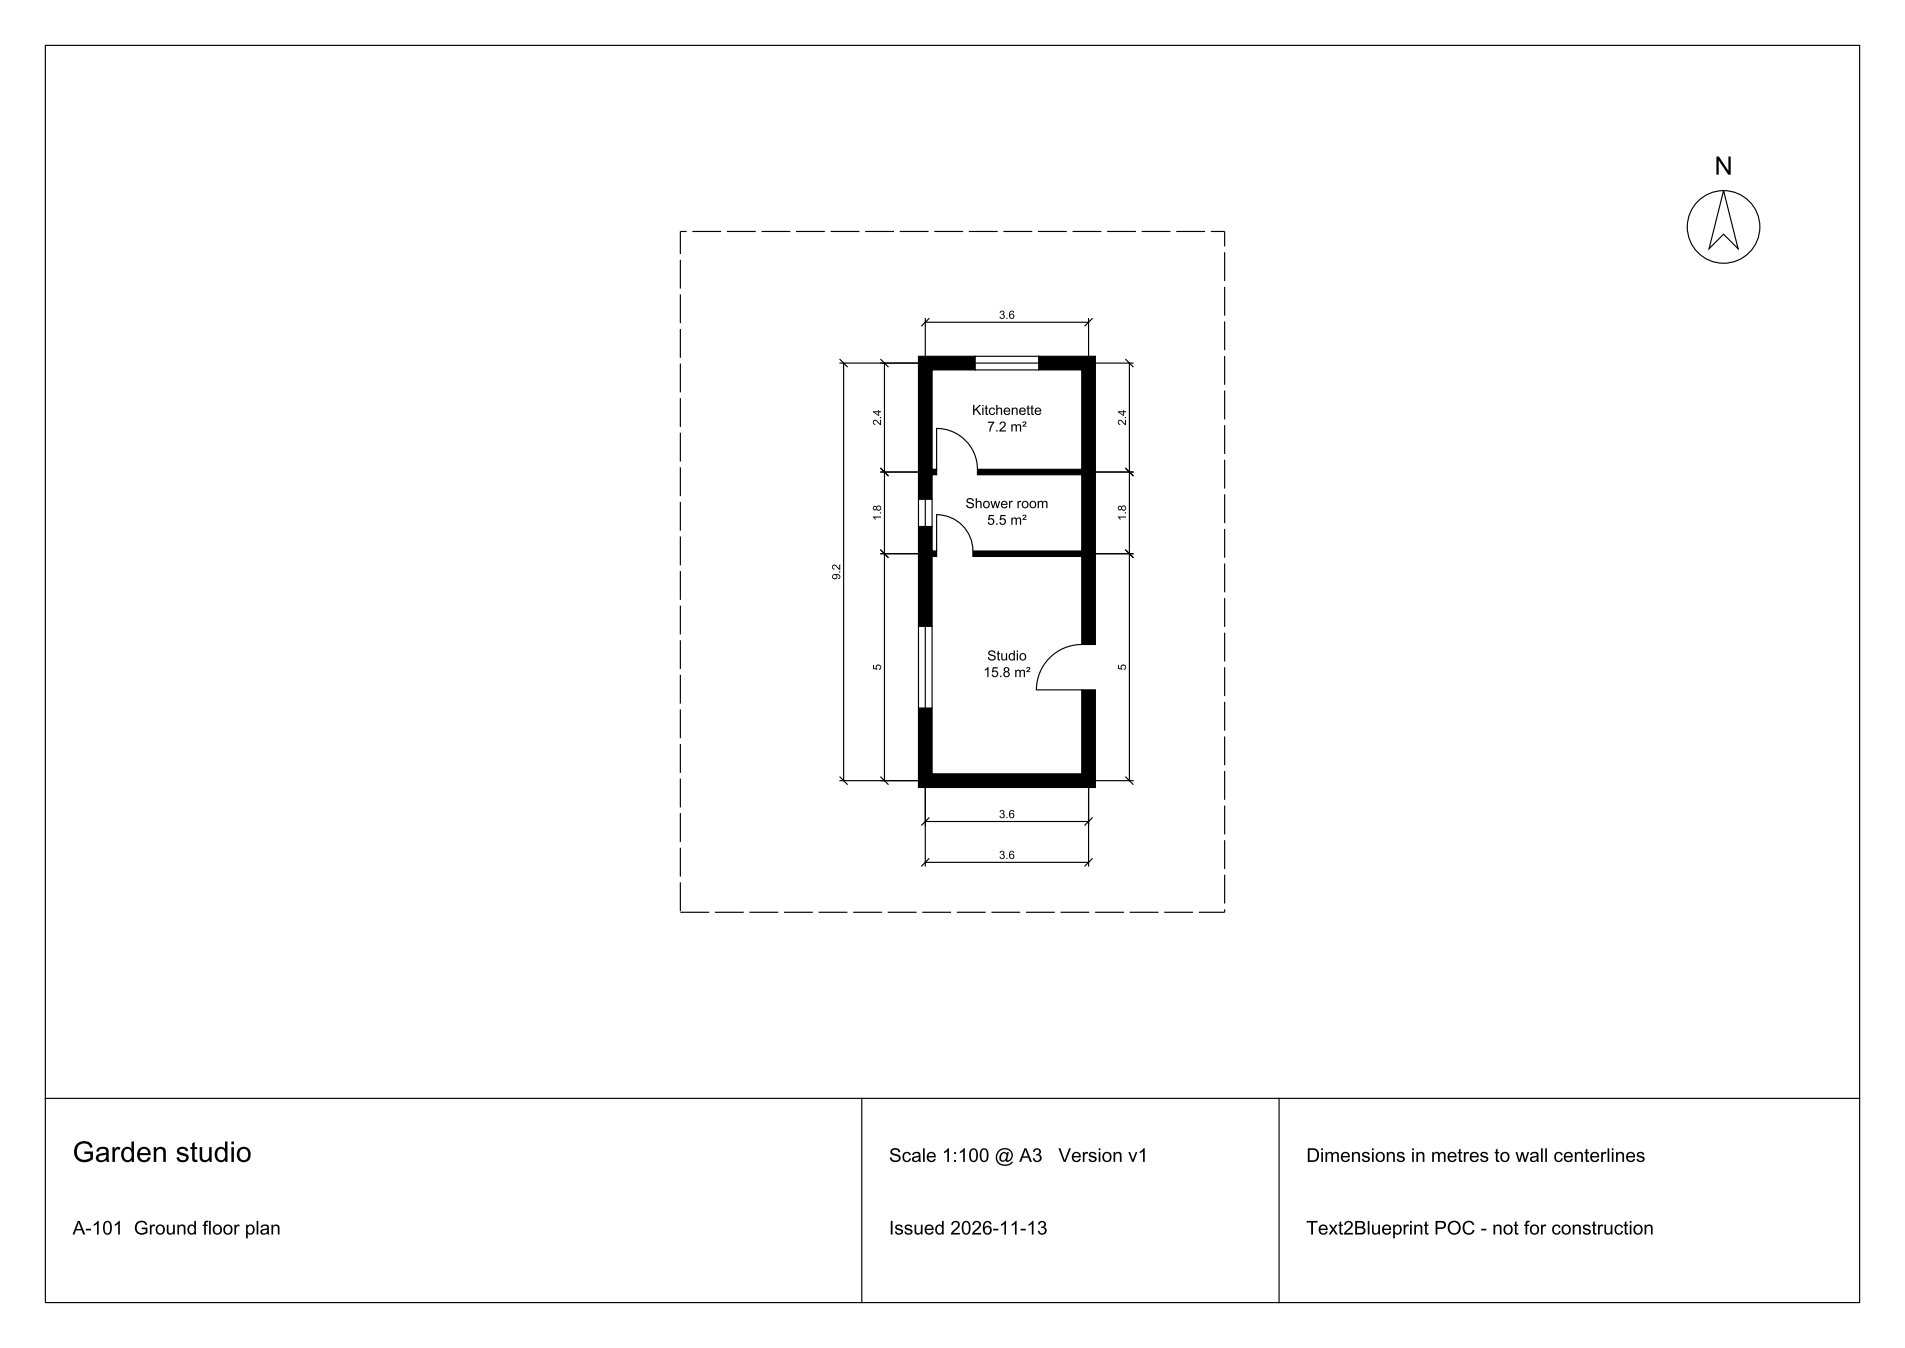 N
3.6
Kitchenette
7.2 m²
2.4
2.4
Shower room
5.5 m²
1.8
1.8
9.2
Studio
15.8 m²
5
5
3.6
3.6
Garden studio
A-101 Ground floor plan
Scale 1:100 @ A3 Version v1
Issued 2026-11-13
Dimensions in metres to wall centerlines
Text2Blueprint POC - not for construction